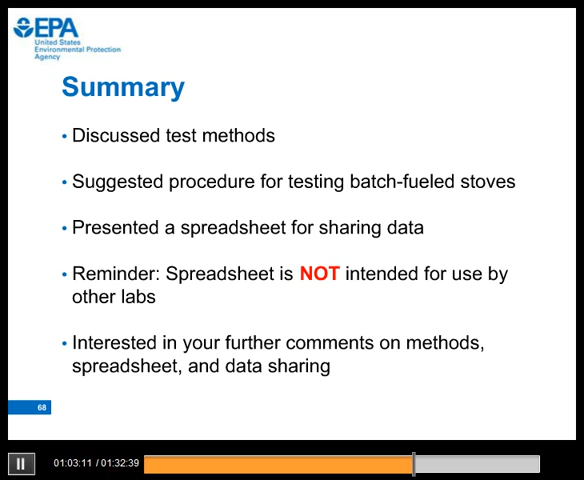 EPA
United States
Environmental Protection
Agency
Summary
• Discussed test methods
• Suggested procedure for testing batch-fueled stoves
• Presented a spreadsheet for sharing data
• Reminder: Spreadsheet is NOT intended for use by
other labs
• Interested in your further comments on methods,
spreadsheet, and data sharing
68
01:03:11 / 01:32:39